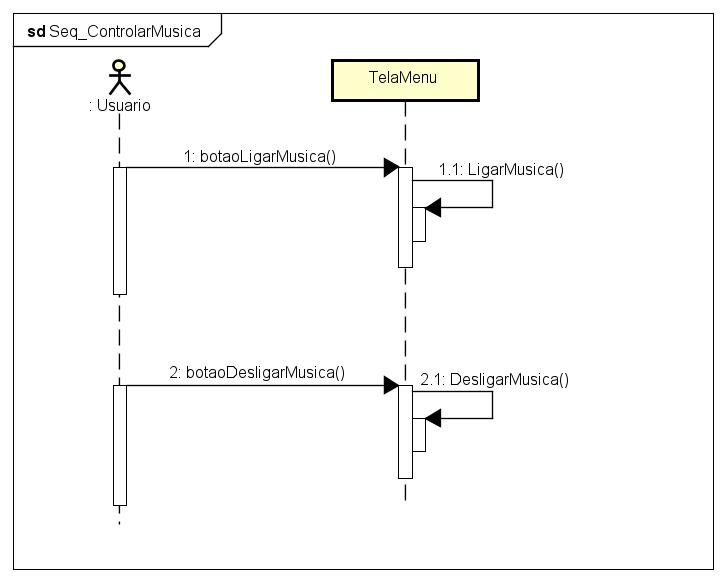 sd Seq_ControlarMusica
: Usuario
TelaMenu
1: botaoLigarMusica()
1.1: LigarMusica()
2: botaoDesligarMusica()
2.1: DesligarMusica()